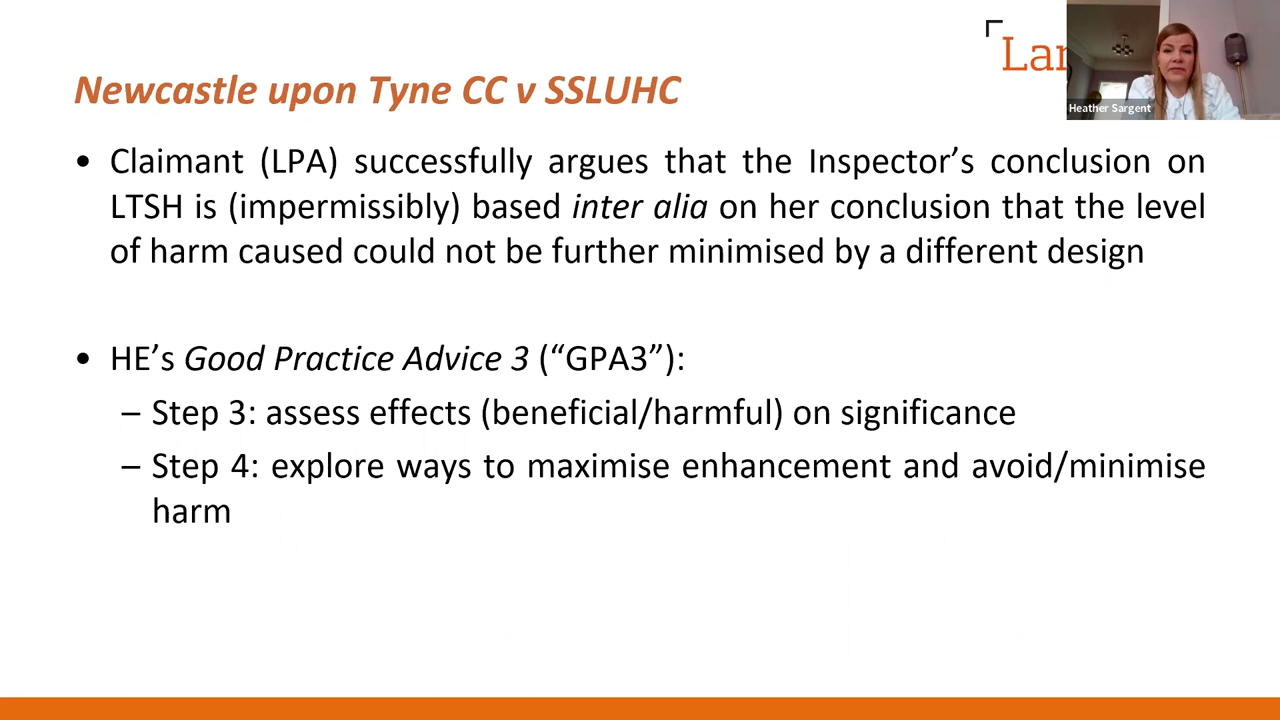 Lar
Heather Sargent
Newcastle upon Tyne CC v SSLUHC
• Claimant (LPA) successfully argues that the Inspector’s conclusion on
LTSH is (impermissibly) based inter alia on her conclusion that the level
of harm caused could not be further minimised by a different design
• HE’s Good Practice Advice 3 (“GPA3”):
– Step 3: assess effects (beneficial/harmful) on significance
– Step 4: explore ways to maximise enhancement and avoid/minimise
harm